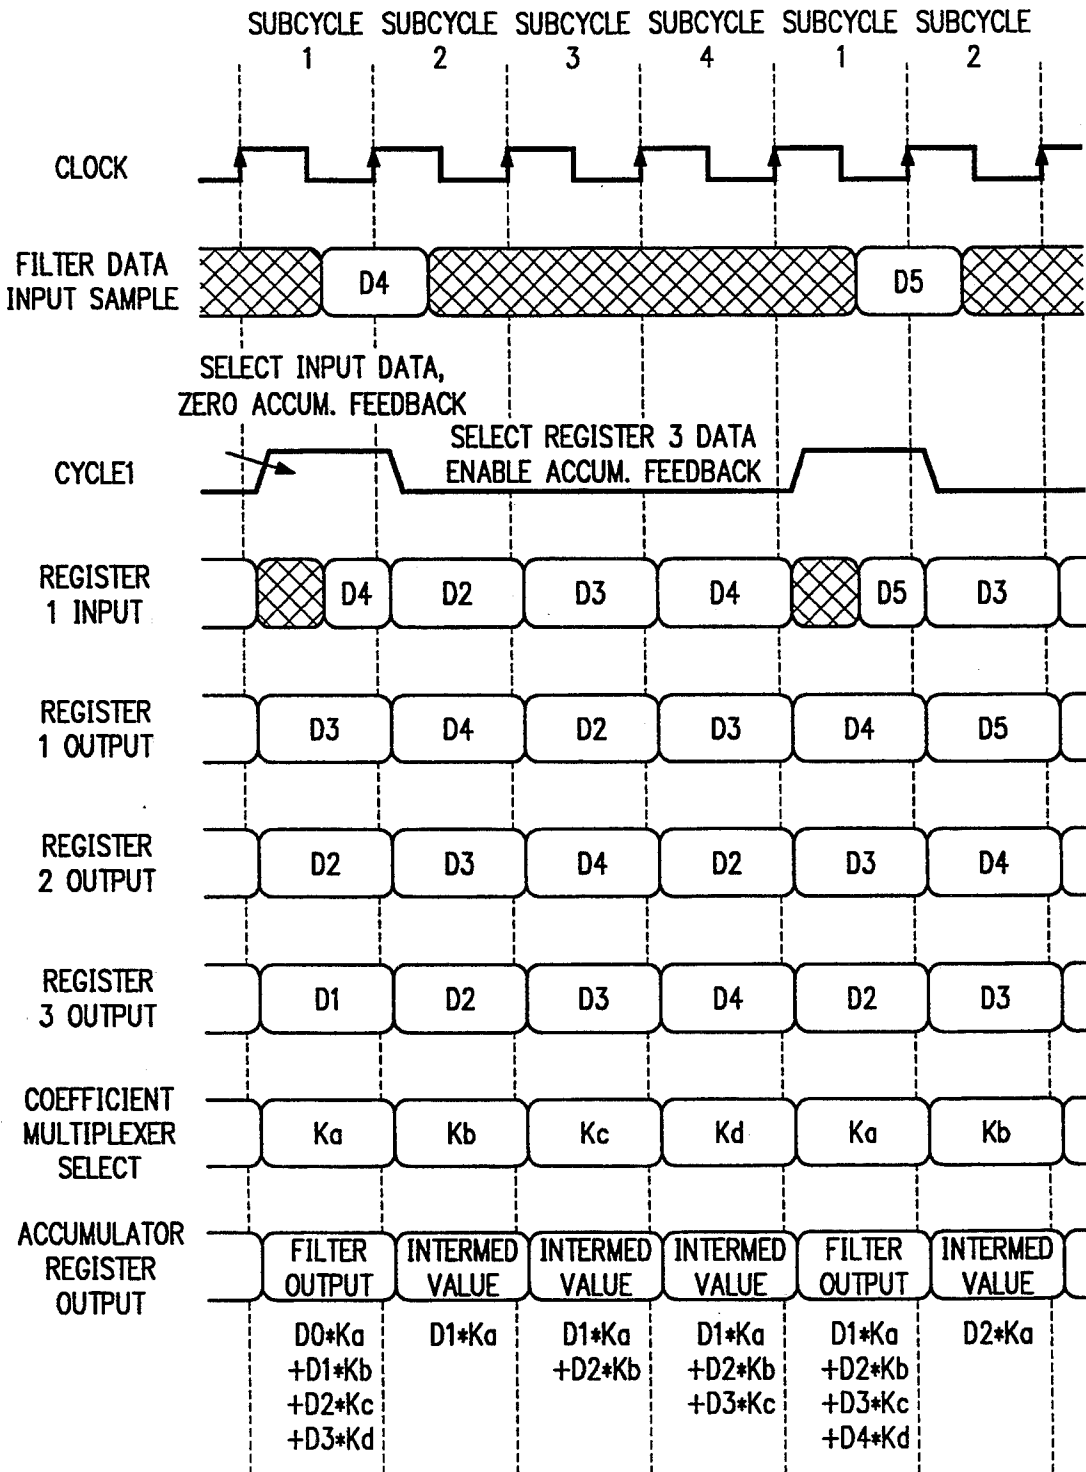 SUBCYCLE SUBCYCLE SUBCYCLE SUBCYCLE SUBCYCLE SUBCYCLE
1 2 3 4 1 2
CLOCK
FILTER DATA
INPUT SAMPLE
D4 D5
SELECT INPUT DATA,
ZERO ACCUM. FEEDBACK
SELECT REGISTER 3 DATA
ENABLE ACCUM. FEEDBACK
CYCLE1
REGISTER
1 INPUT
D4 D2 D3 D4 D5 D3
REGISTER
1 OUTPUT
D3 D4 D2 D3 D4 D5
REGISTER
2 OUTPUT
D2 D3 D4 D2 D3 D4
REGISTER
3 OUTPUT
D1 D2 D3 D4 D2 D3
COEFFICIENT
MULTIPLEXER
SELECT
Ka Kb Kc Kd Ka Kb
ACCUMULATOR
REGISTER
OUTPUT
FILTER INTERMED INTERMED INTERMED FILTER INTERMED
OUTPUT VALUE VALUE VALUE OUTPUT VALUE
D0*Ka D1*Ka D1*Ka D1*Ka D1*Ka D2*Ka
+D1*Kb +D2*Kb +D2*Kb +D2*Kb
+D2*Kc +D3*Kc +D3*Kc
+D3*Kd +D4*Kd